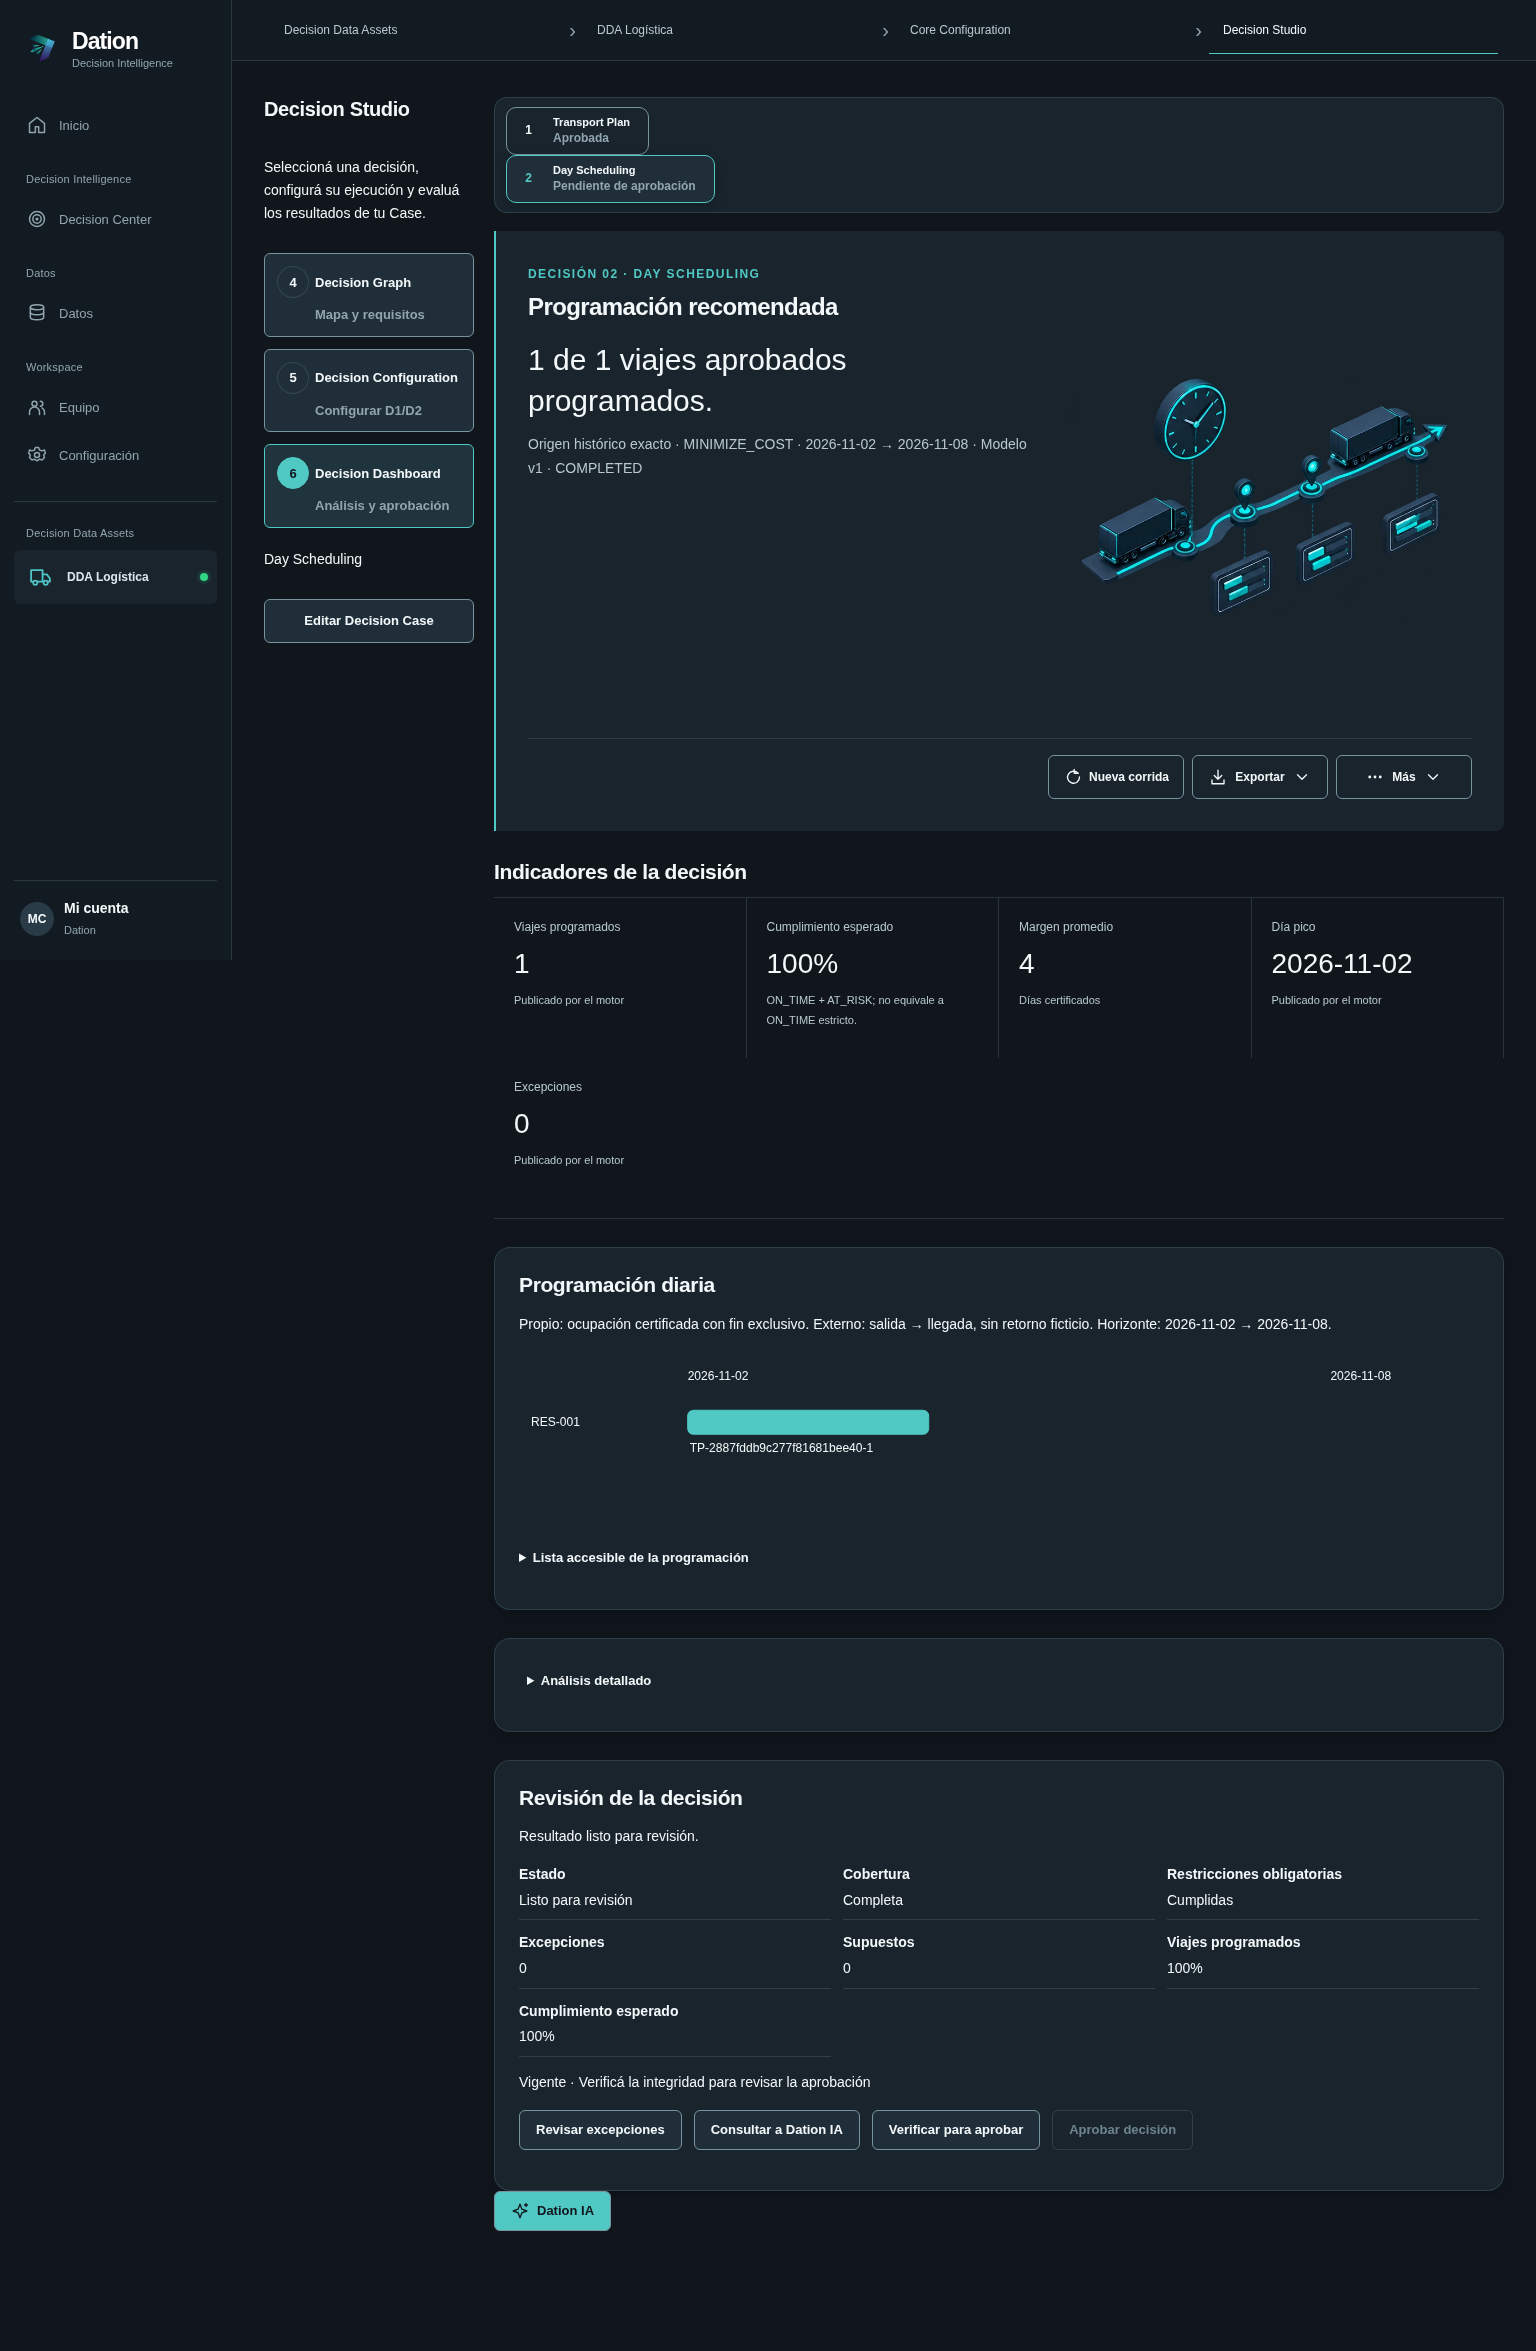 Dation
Decision Intelligence
Inicio
Decision Intelligence
Decision Center
Datos
Datos
Workspace
Equipo
Configuración
Decision Data Assets
DDA Logística
MC
Mi cuenta
Dation
Decision Data Assets
DDA Logística
Core Configuration
Decision Studio
Decision Studio
Seleccioná una decisión,
configurá su ejecución y evaluá
los resultados de tu Case.
4
Decision Graph
Mapa y requisitos
5
Decision Configuration
Configurar D1/D2
6
Decision Dashboard
Análisis y aprobación
Day Scheduling
Editar Decision Case
1
Transport Plan
Aprobada
2
Day Scheduling
Pendiente de aprobación
DECISIÓN 02 · DAY SCHEDULING
Programación recomendada
1 de 1 viajes aprobados
programados.
Origen histórico exacto · MINIMIZE_COST · 2026-11-02 → 2026-11-08 · Modelo
v1 · COMPLETED
Nueva corrida
Exportar
Más
Indicadores de la decisión
Viajes programados
1
Publicado por el motor
Cumplimiento esperado
100%
ON_TIME + AT_RISK; no equivale a
ON_TIME estricto.
Margen promedio
4
Días certificados
Día pico
2026-11-02
Publicado por el motor
Excepciones
0
Publicado por el motor
Programación diaria
Propio: ocupación certificada con fin exclusivo. Externo: salida → llegada, sin retorno ficticio. Horizonte: 2026-11-02 → 2026-11-08.
2026-11-02
2026-11-08
RES-001
TP-2887fddb9c277f81681bee40-1
Lista accesible de la programación
Análisis detallado
Revisión de la decisión
Resultado listo para revisión.
Estado
Listo para revisión
Cobertura
Completa
Restricciones obligatorias
Cumplidas
Excepciones
0
Supuestos
0
Viajes programados
100%
Cumplimiento esperado
100%
Vigente · Verificá la integridad para revisar la aprobación
Revisar excepciones
Consultar a Dation IA
Verificar para aprobar
Aprobar decisión
Dation IA